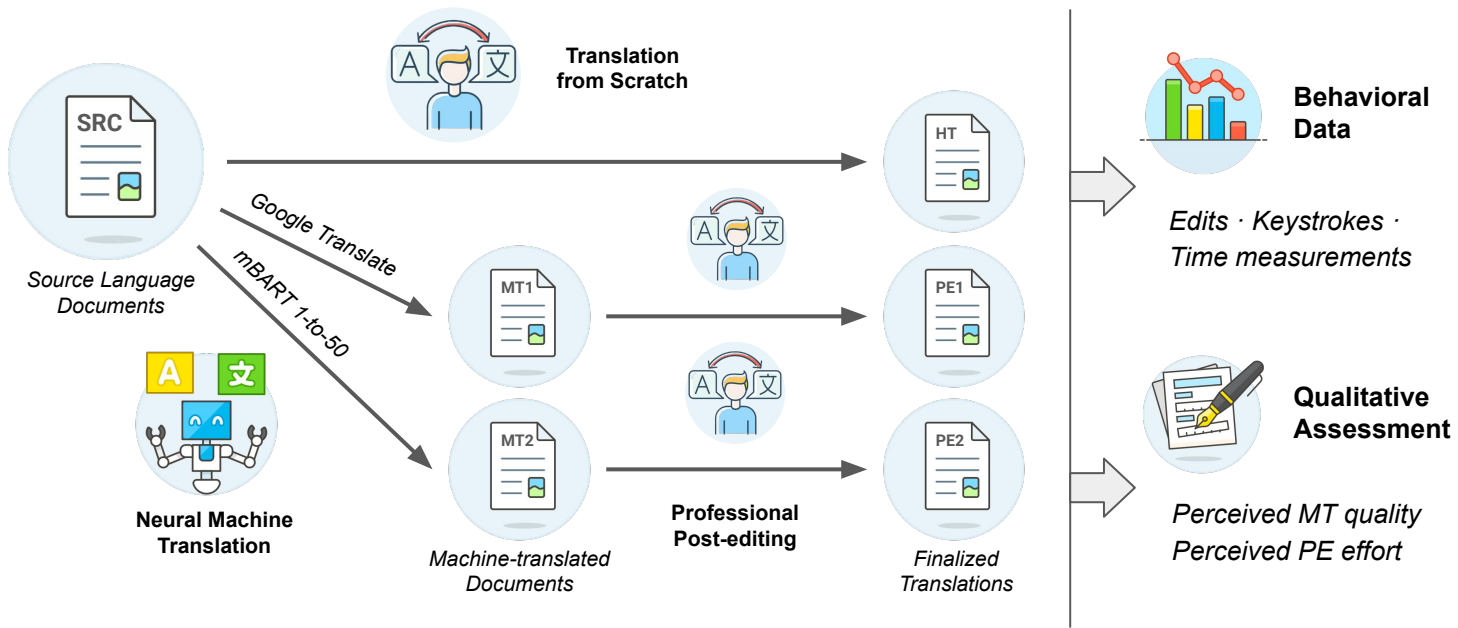 Translation
from Scratch
A
文
SRC
HT
Behavioral
Data
Edits · Keystrokes ·
Time measurements
Google Translate
mBART 1-to-50
Source Language
Documents
A
文
MT1
PE1
A
文
Neural Machine
Translation
A
文
MT2
PE2
Professional
Post-editing
Machine-translated
Documents
Finalized
Translations
Qualitative
Assessment
Perceived MT quality
Perceived PE effort